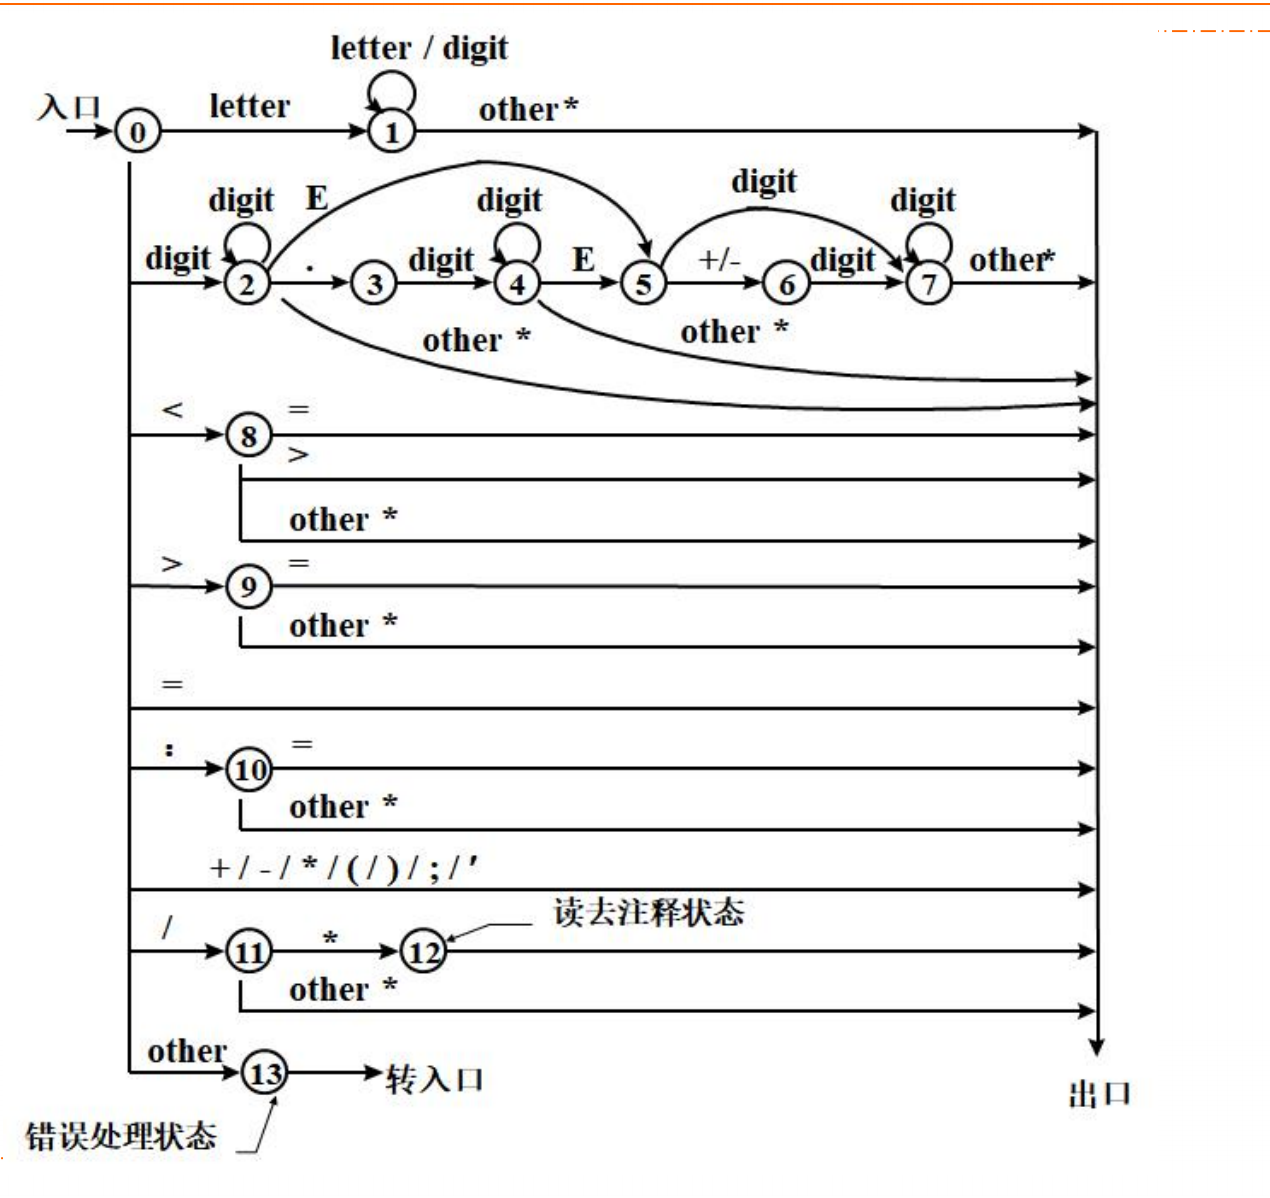 letter / digit
入口 0 letter 1 other*
digit E digit digit digit
digit 2 . 3 digit 4 E 5 +/- 6 digit 7 other*
other * other *
< 8 =
>
other *
> 9 =
other *
=
: 10 =
other *
+ / - / * / ( / ) / ; / ′
/ 11 * 12 读去注释状态
other *
other 13 转入口
出口
错误处理状态